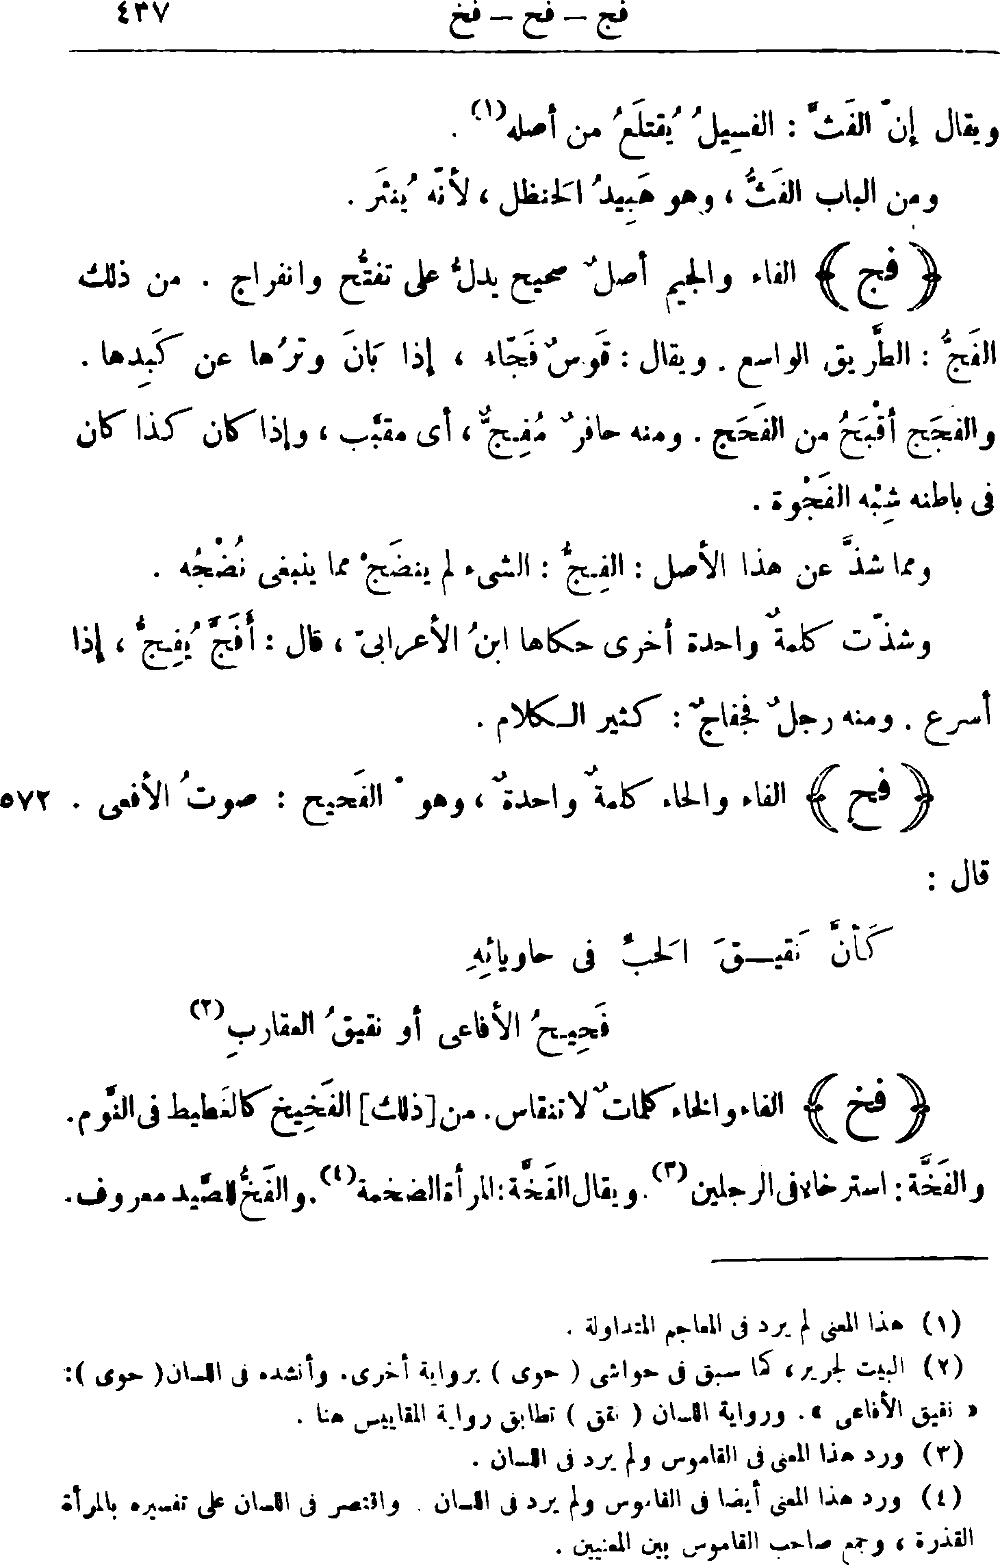 فج – فح – فخ ٤٣٧
ويقال إنّ الفَثَّ : الفسِيلُ يُقتلَعُ من أصله(١) .
ومن الباب الفَثُّ ، وهو هَبِيدُ الحَنظل ، لأنّه يُنثَر .
﴿ فج ﴾ الفاء والجيم أصلٌ صحيح يدلُّ على تفتُّح وانفراج . من ذلك
الفَجُّ : الطَّريق الواسع . ويقال : قَوسٌ فَجّاء ، إذا بَانَ وترُها عن كَبِدها .
والفَجَج أقْبَحُ من الفَحَج . ومنه حافرٌ مُفِجٌّ ، أى مقبَّب ، وإذا كان كذا كان
فى باطنه شِبْه الفَجْوة .
ومما شذَّ عن هذا الأصل : الفِجُّ : الشىء لم ينضَجْ مما ينبغى نُضْجُه .
وشذّت كلمةٌ واحدة أخرى حكاها ابنُ الأعرابىّ ، قال : أَفَجَّ يُفِجُّ ، إذا
أسرع . ومنه رجلٌ فجفاجٌ : كثير الكلام .
﴿ فح ﴾ الفاء والحاء كلمةٌ واحدةٌ ، وهو الفَحيح : صوتُ الأفعى . ٥٧٢
قال :
كَأنَّ نَقيـقَ الحَبِّ فى حاويائِهِ
فَحِيحُ الأفاعى أو نقيقُ العقاربِ(٢)
﴿ فخ ﴾ الفاء والخاء كلماتٌ لا تنقاس . من [ذلك] الفَخِيخ كالغَطيط فى النَّوم .
والفَخَّة : استرخاء فى الرجلين(٣) . ويقال الفَخَّة : المرأة الضخمة(٤) . والفَخُّ للصَّيد معروف .
(١) هذا المعنى لم يرد فى المعاجم المتداولة .
(٢) البيت لجرير ، كما سبق فى حواشى ( حوى ) برواية أخرى . وأنشده فى اللسان ( حوى ) :
« نقيق الأفاعى » . ورواية اللسان ( نقق ) تطابق رواية المقاييس هنا .
(٣) ورد هذا المعنى فى القاموس ولم يرد فى اللسان .
(٤) ورد هذا المعنى أيضا فى القاموس ولم يرد فى اللسان . واقتصر فى اللسان على تفسيره بالمرأة
القذرة ، وجمع صاحب القاموس بين المعنيين .